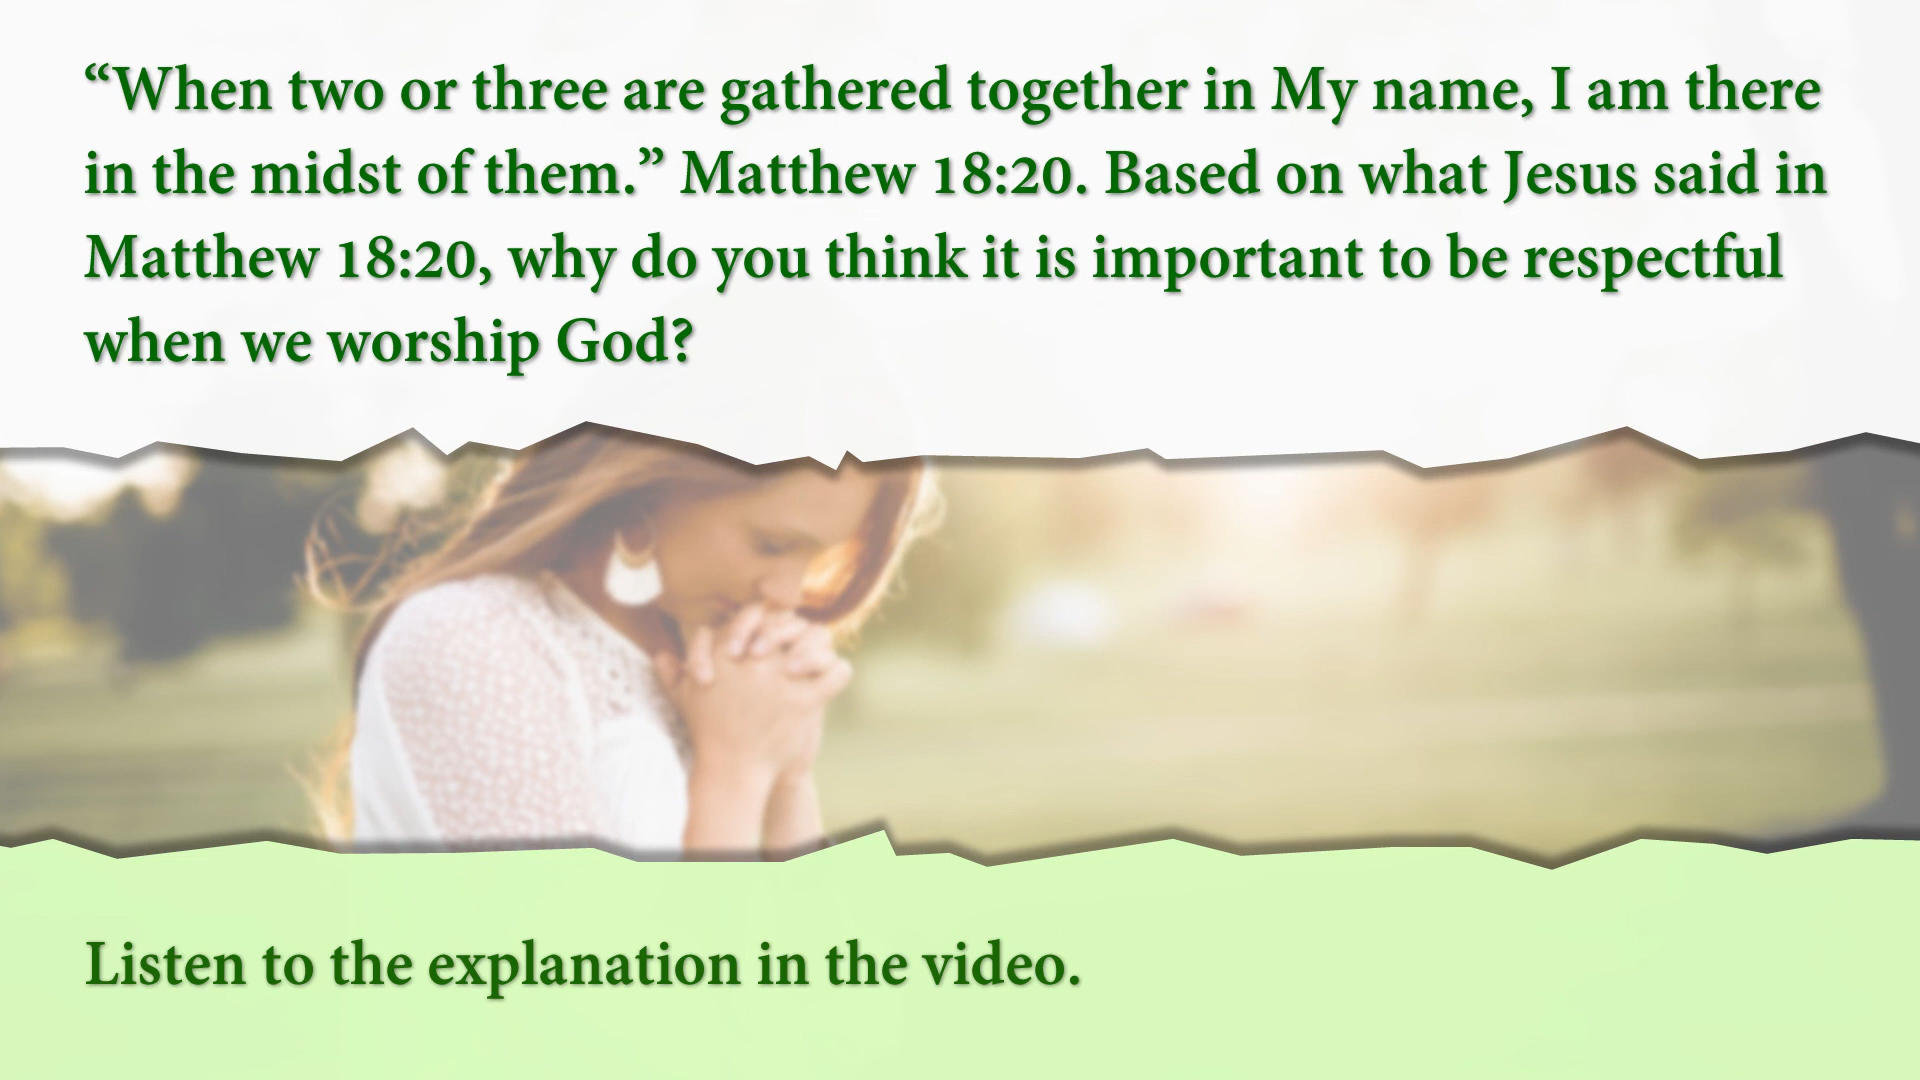 “When two or three are gathered together in My name, I am there
in the midst of them.” Matthew 18:20. Based on what Jesus said in
Matthew 18:20, why do you think it is important to be respectful
when we worship God?
Listen to the explanation in the video.